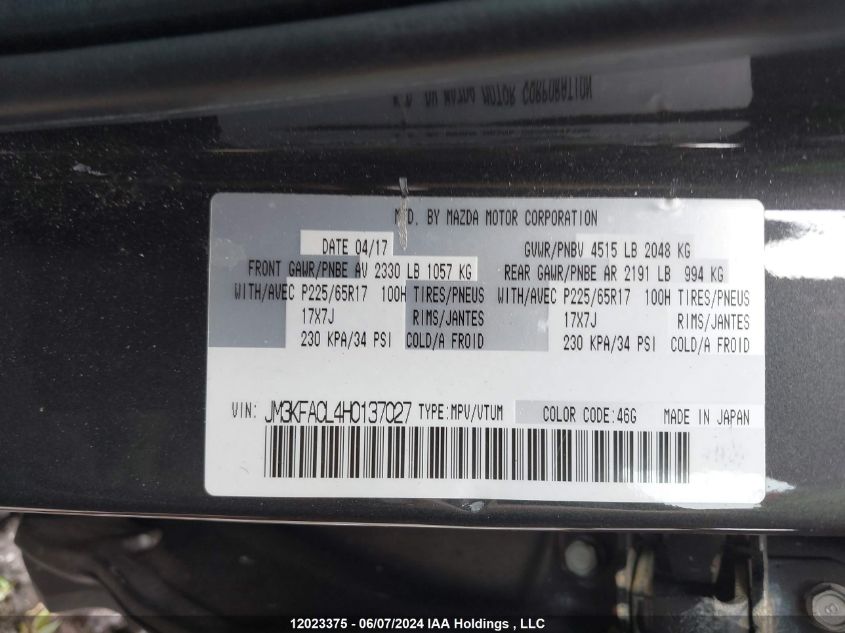 MFD. BY MAZDA MOTOR CORPORATION
DATE 04/17 GVWR/PNBV 4515 LB 2048 KG
FRONT GAWR/PNBE AV 2330 LB 1057 KG REAR GAWR/PNBE AR 2191 LB 994 KG
WITH/AVEC P225/65R17 100H TIRES/PNEUS WITH/AVEC P225/65R17 100H TIRES/PNEUS
17X7J RIMS/JANTES 17X7J RIMS/JANTES
230 KPA/34 PSI COLD/A FROID 230 KPA/34 PSI COLD/A FROID
VIN: JM3KFACL4H0137027 TYPE:MPV/VTUM COLOR CODE:46G MADE IN JAPAN
12023375 - 06/07/2024 IAA Holdings , LLC